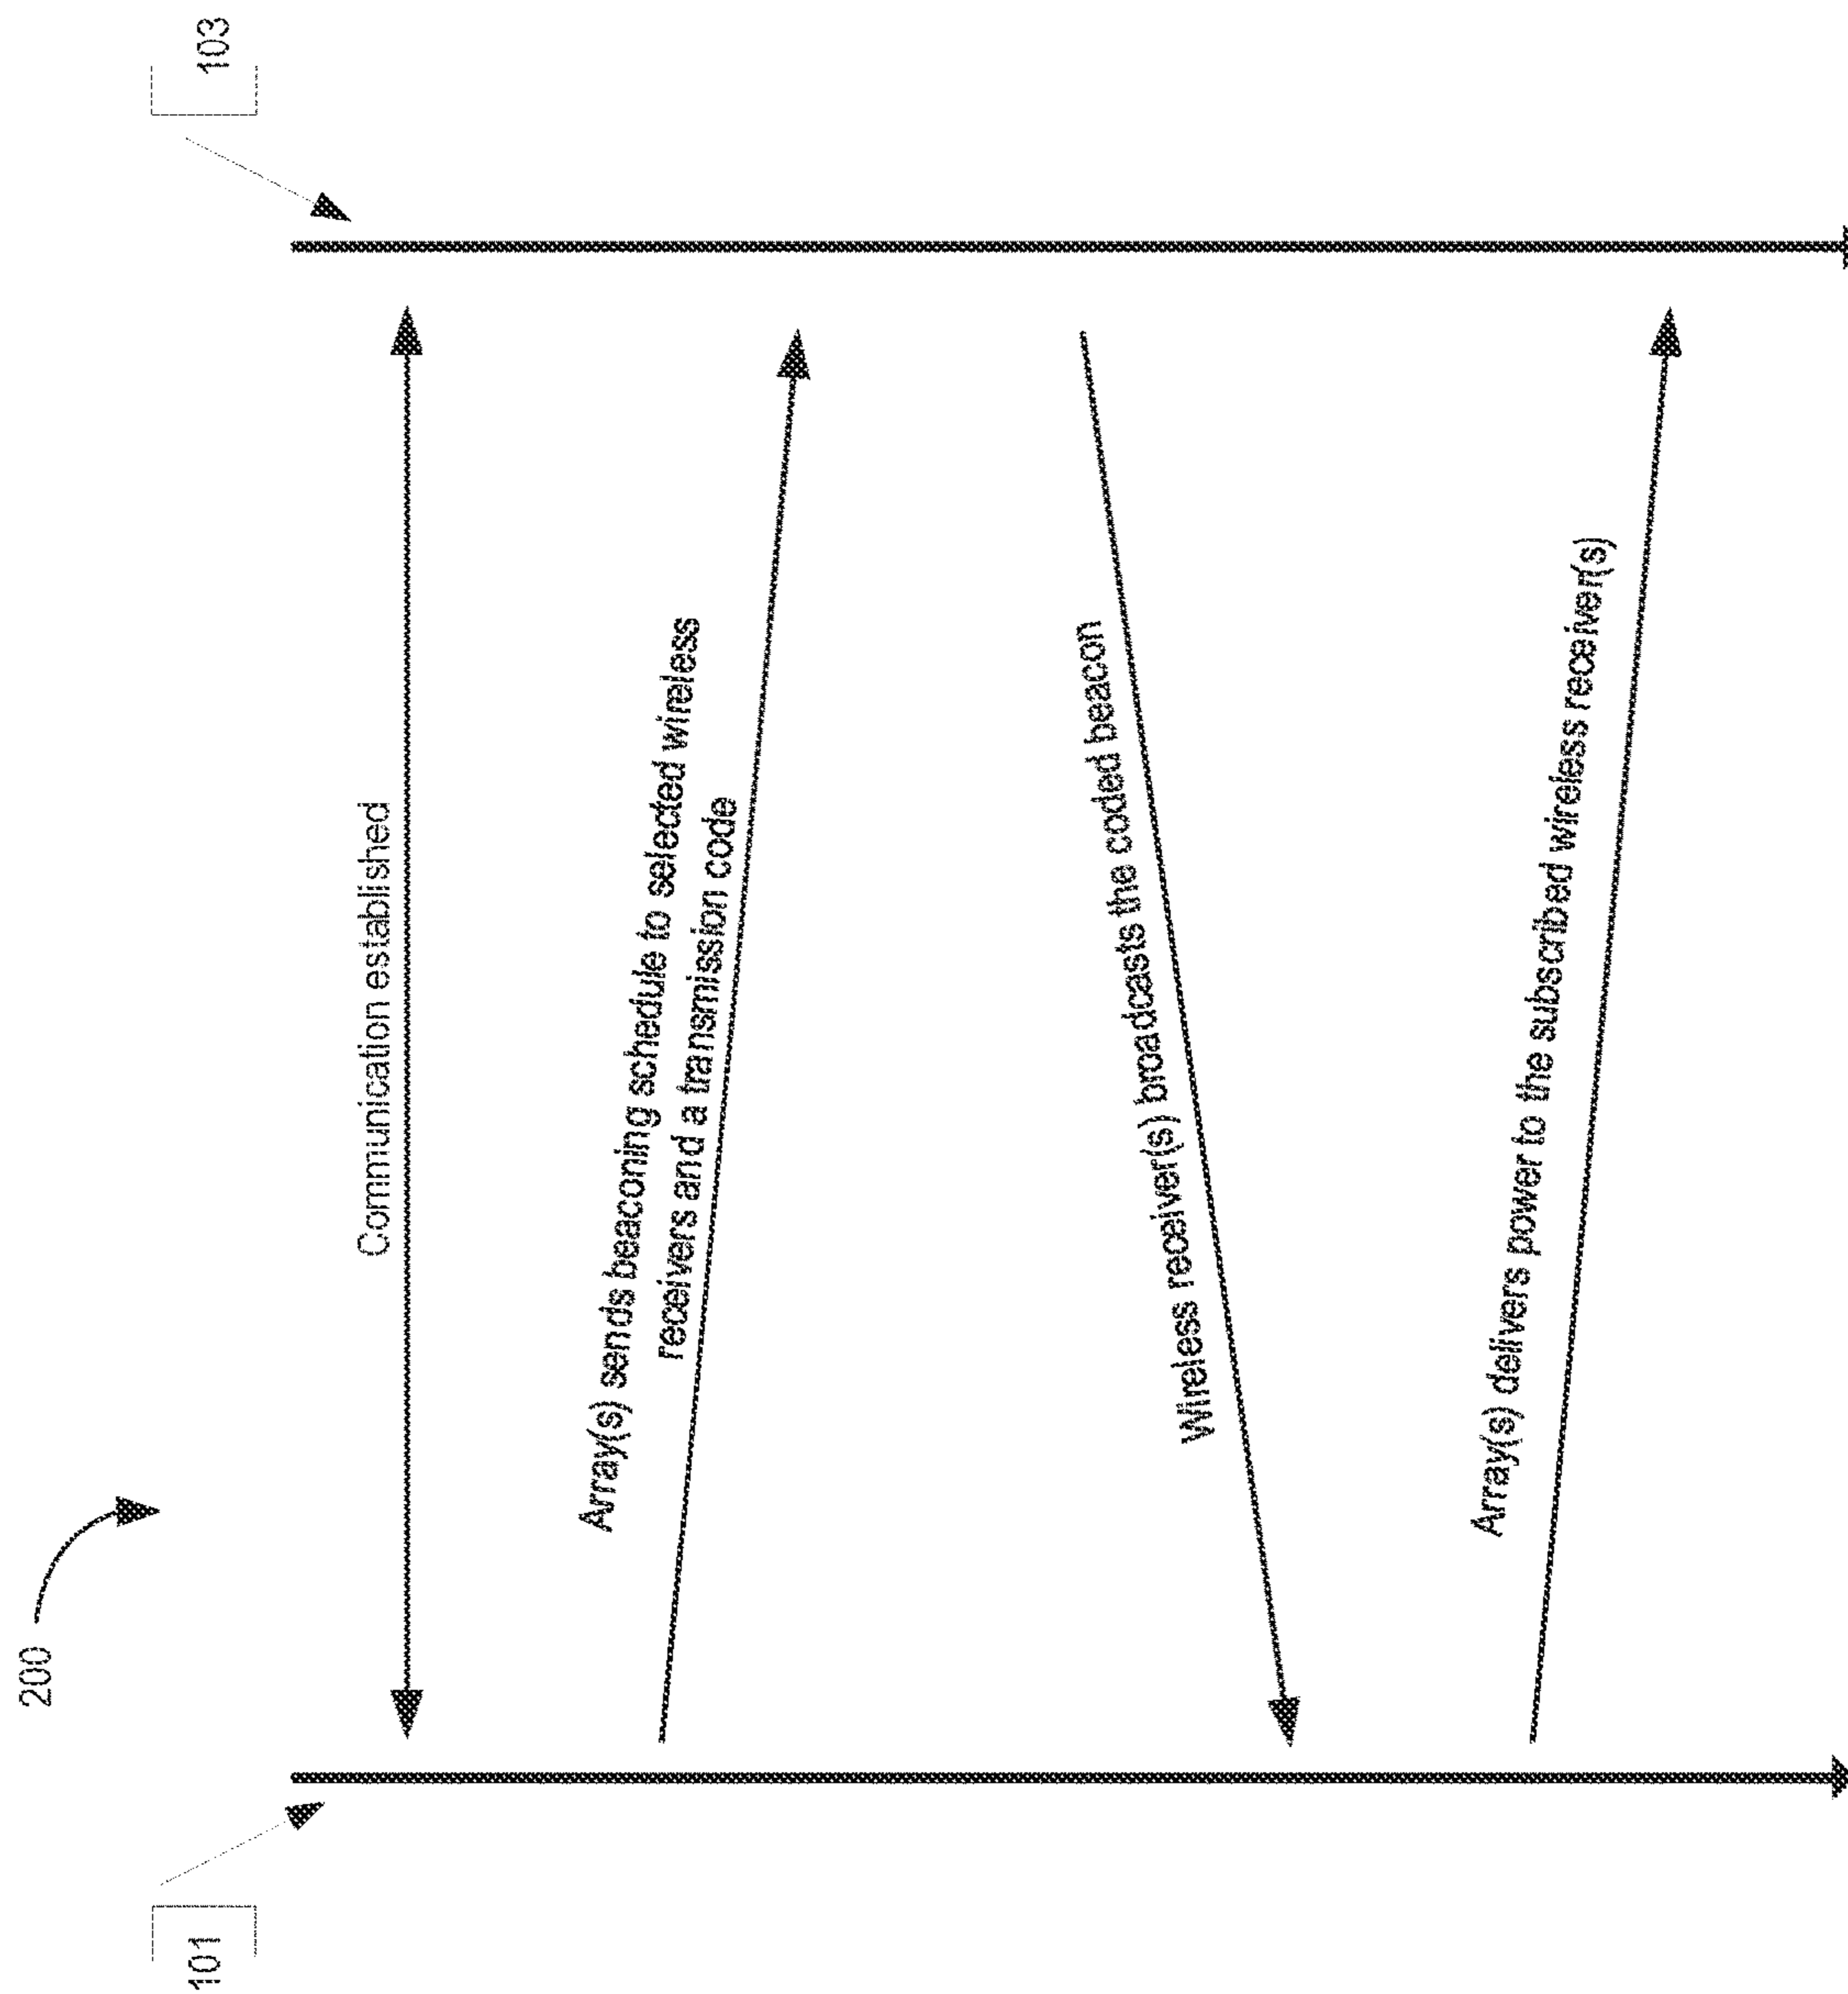 200
101
103
Communication established
Array(s) sends beaconing schedule to selected wireless
receivers and a transmission code
Wireless receiver(s) broadcasts the coded beacon
Array(s) delivers power to the subscribed wireless receiver(s)